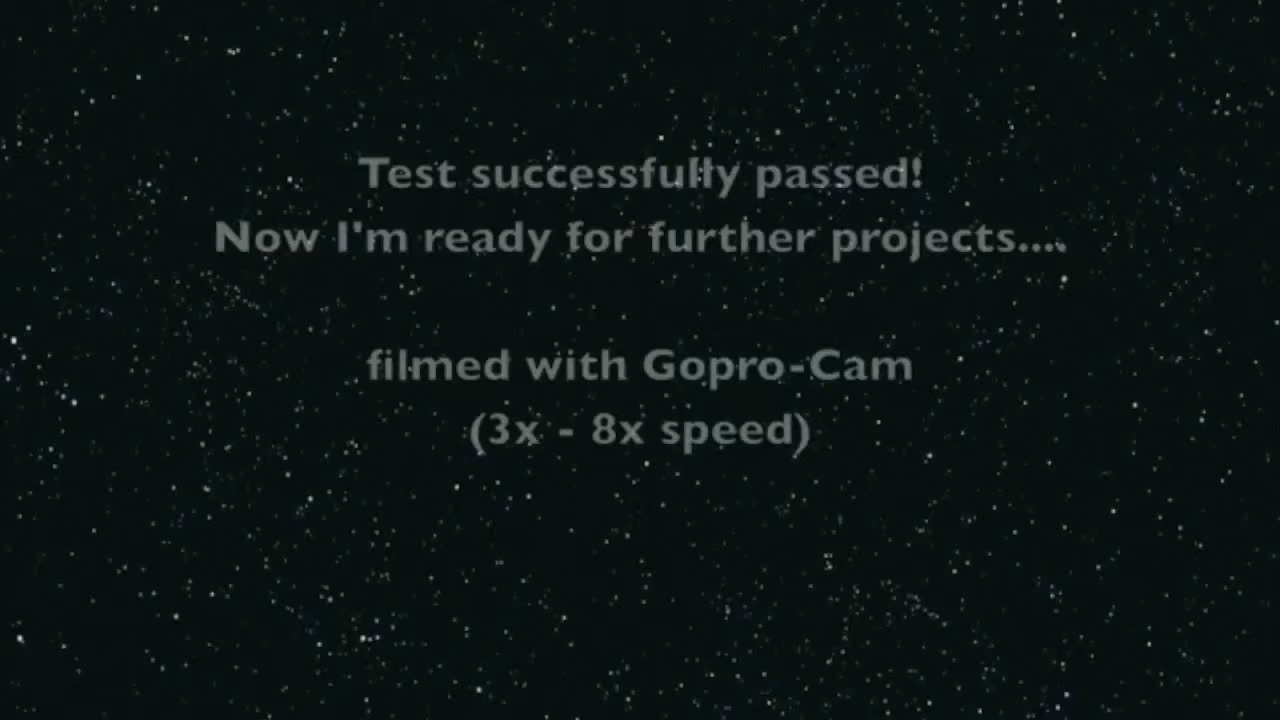 Test successfully passed!
Now I'm ready for further projects....
filmed with Gopro-Cam
(3x - 8x speed)